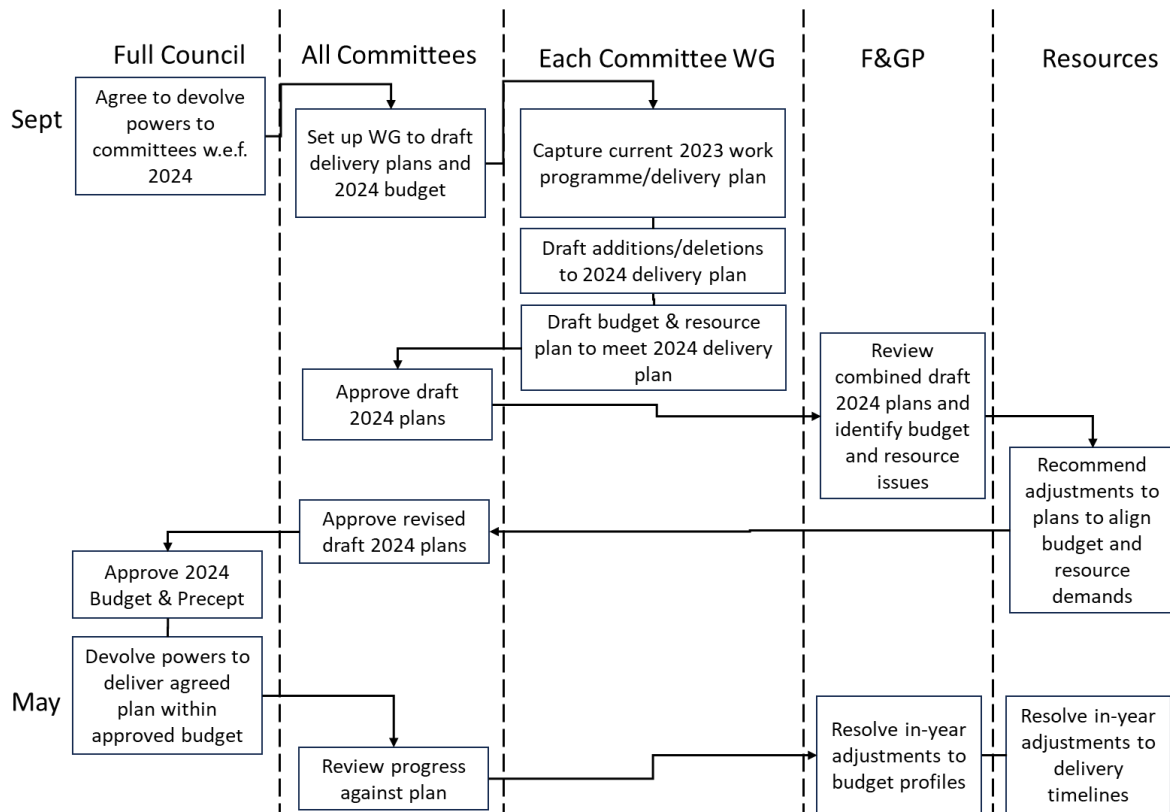 Full Council
All Committees
Each Committee WG
F&GP
Resources
Sept
Agree to devolve
powers to
committees w.e.f.
2024
Set up WG to draft
delivery plans and
2024 budget
Capture current 2023 work
programme/delivery plan
Draft additions/deletions
to 2024 delivery plan
Draft budget & resource
plan to meet 2024 delivery
plan
Approve draft
2024 plans
Review
combined draft
2024 plans and
identify budget
and resource
issues
Recommend
adjustments to
plans to align
budget and
resource
demands
Approve revised
draft 2024 plans
Approve 2024
Budget & Precept
May
Devolve powers to
deliver agreed
plan within
approved budget
Review progress
against plan
Resolve in-year
adjustments to
budget profiles
Resolve in-year
adjustments to
delivery
timelines